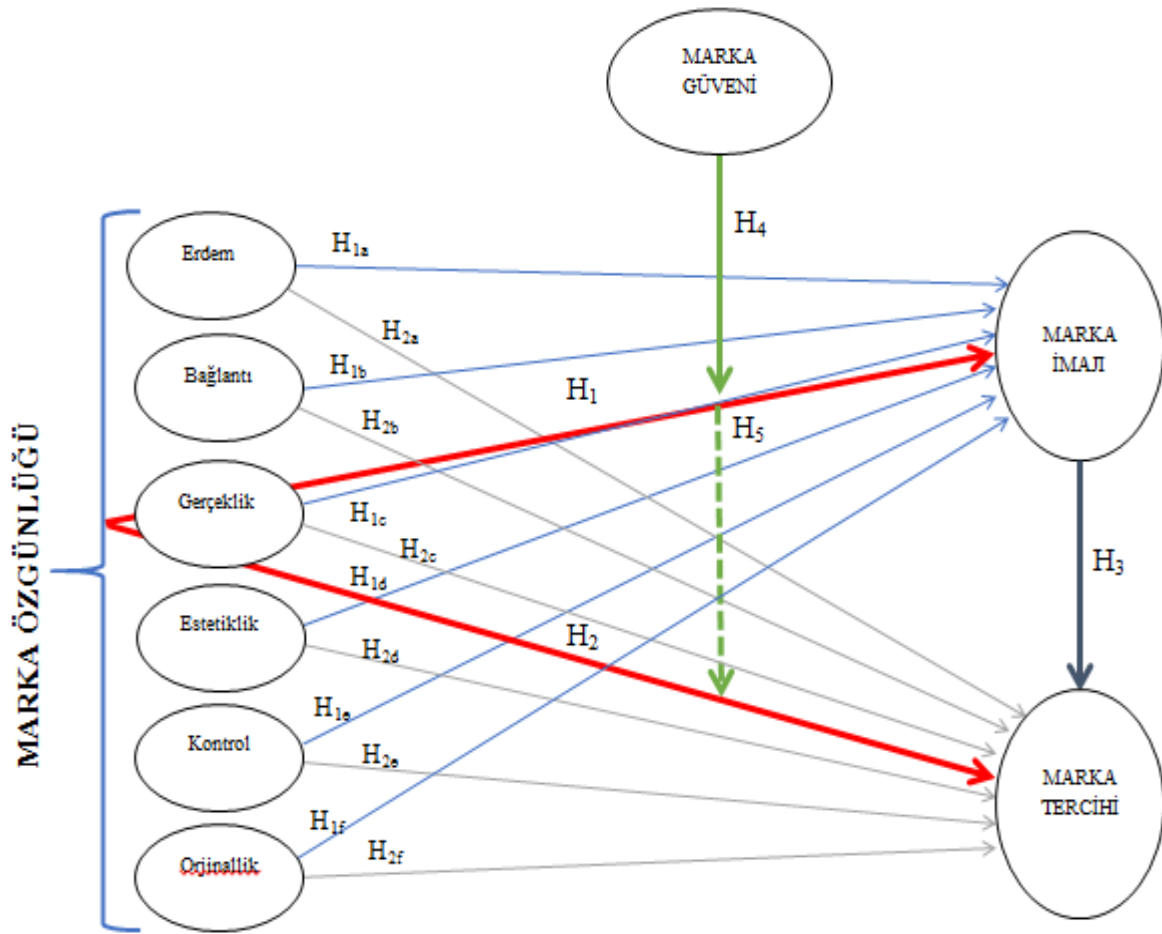 MARKA
GÜVENİ
H4
MARKA ÖZGÜNLÜĞÜ
Erdem
H1a
H2a
Bağlantı
H1b
H2b
H1
H5
MARKA
İMAJI
Gerçeklik
H1c
H2c
H1d
H3
Estetiklik
H2
H2d
Kontrol
H1e
H2e
MARKA
TERCİHİ
Orjinallik
H1f
H2f